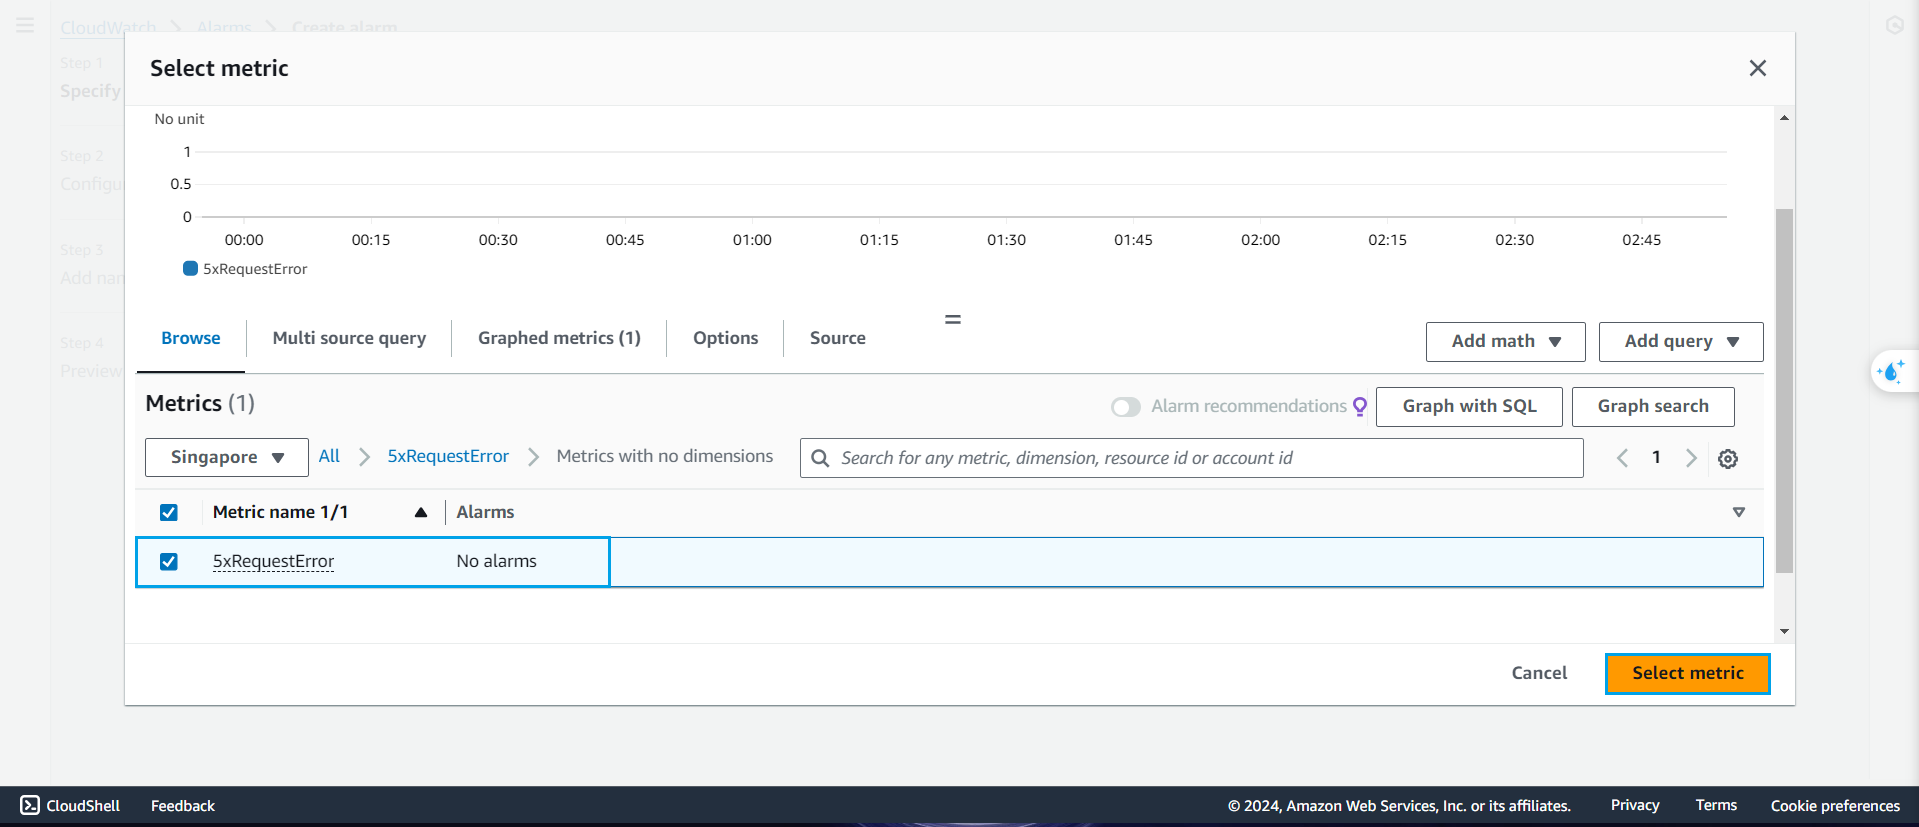 CloudWatch > Alarms > Create alarm
Step 1
Specify
Step 2
Configu
Step 3
Add nam
Step 4
Preview
Select metric
No unit
1
0.5
0
00:00 00:15 00:30 00:45 01:00 01:15 01:30 01:45 02:00 02:15 02:30 02:45
5xRequestError
Browse Multi source query Graphed metrics (1) Options Source Add math Add query
Metrics (1) Alarm recommendations Graph with SQL Graph search
Singapore All > 5xRequestError > Metrics with no dimensions Search for any metric, dimension, resource id or account id 1
Metric name 1/1 Alarms
5xRequestError No alarms
Cancel Select metric
CloudShell Feedback © 2024, Amazon Web Services, Inc. or its affiliates. Privacy Terms Cookie preferences